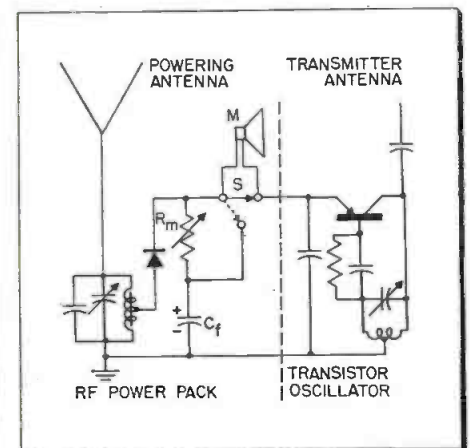 POWERING
ANTENNA
TRANSMITTER
ANTENNA
M
S
Rm
+
−
Cf
RF POWER PACK
TRANSISTOR
OSCILLATOR